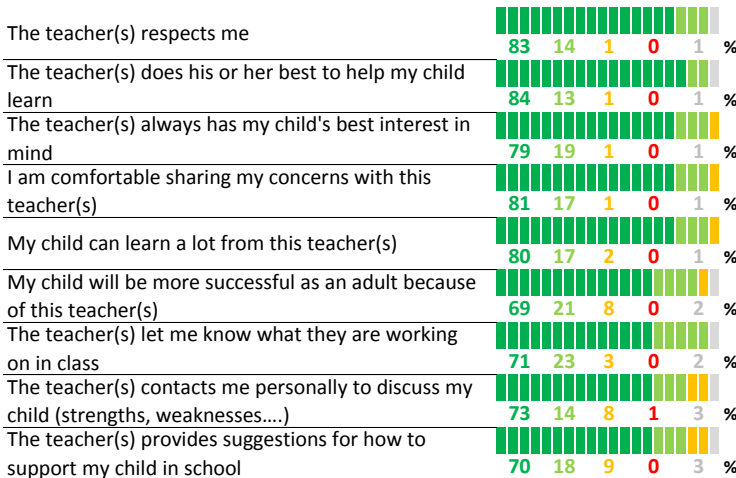 The teacher(s) respects me
83 14 1 0 1 %
The teacher(s) does his or her best to help my child
learn
84 13 1 0 1 %
The teacher(s) always has my child's best interest in
mind
79 19 1 0 1 %
I am comfortable sharing my concerns with this
teacher(s)
81 17 1 0 1 %
My child can learn a lot from this teacher(s)
80 17 2 0 1 %
My child will be more successful as an adult because
of this teacher(s)
69 21 8 0 2 %
The teacher(s) let me know what they are working
on in class
71 23 3 0 2 %
The teacher(s) contacts me personally to discuss my
child (strengths, weaknesses....)
73 14 8 1 3 %
The teacher(s) provides suggestions for how to
support my child in school
70 18 9 0 3 %